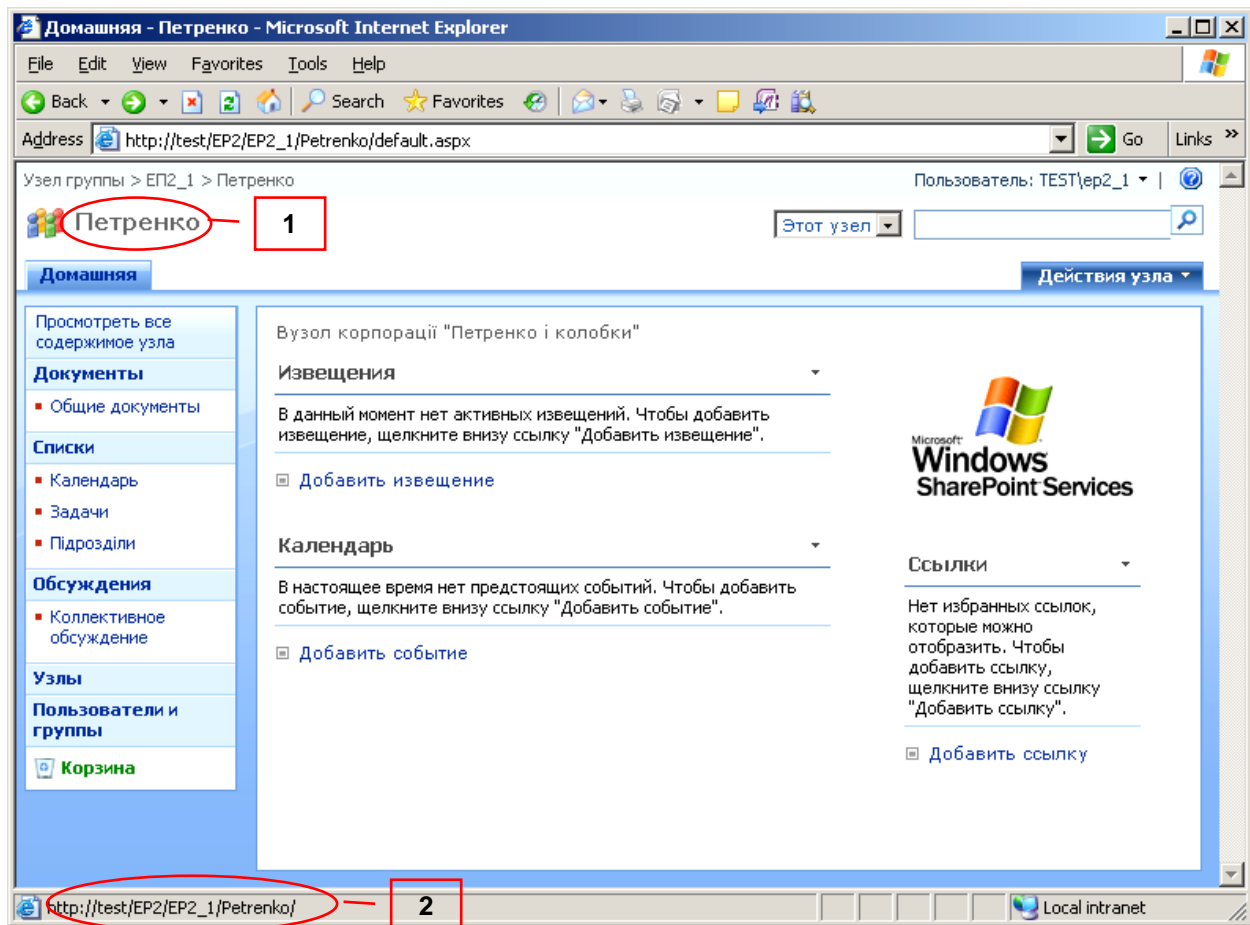 Домашняя - Петренко - Microsoft Internet Explorer
File Edit View Favorites Tools Help
Back Search Favorites
Address http://test/EP2/EP2_1/Petrenko/default.aspx Go Links »
Узел группы > ЕП2_1 > Петренко Пользователь: TEST\ep2_1
Петренко 1 Этот узел
Домашняя Действия узла
Просмотреть все
содержимое узла
Документы
Общие документы
Списки
Календарь
Задачи
Підрозділи
Обсуждения
Коллективное
обсуждение
Узлы
Пользователи и
группы
Корзина
Вузол корпорації "Петренко і колобки"
Извещения
В данный момент нет активных извещений. Чтобы добавить
извещение, щелкните внизу ссылку "Добавить извещение".
Добавить извещение
Календарь
В настоящее время нет предстоящих событий. Чтобы добавить
событие, щелкните внизу ссылку "Добавить событие".
Добавить событие
Microsoft
Windows
SharePoint Services
Ссылки
Нет избранных ссылок,
которые можно
отобразить. Чтобы
добавить ссылку,
щелкните внизу ссылку
"Добавить ссылку".
Добавить ссылку
http://test/EP2/EP2_1/Petrenko/ 2 Local intranet